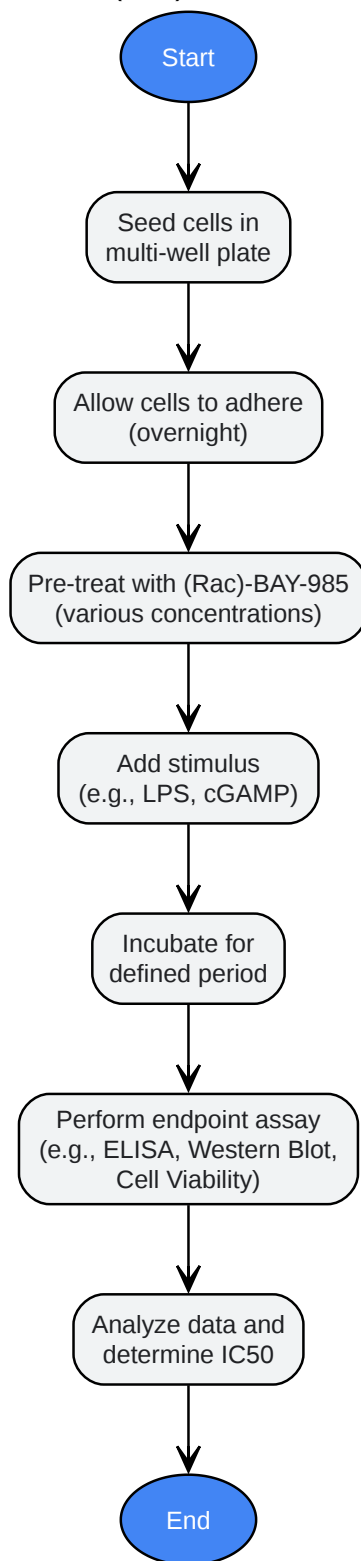 Start
Seed cells in
multi-well plate
Allow cells to adhere
(overnight)
Pre-treat with (Rac)-BAY-985
(various concentrations)
Add stimulus
(e.g., LPS, cGAMP)
Incubate for
defined period
Perform endpoint assay
(e.g., ELISA, Western Blot,
Cell Viability)
Analyze data and
determine IC50
End